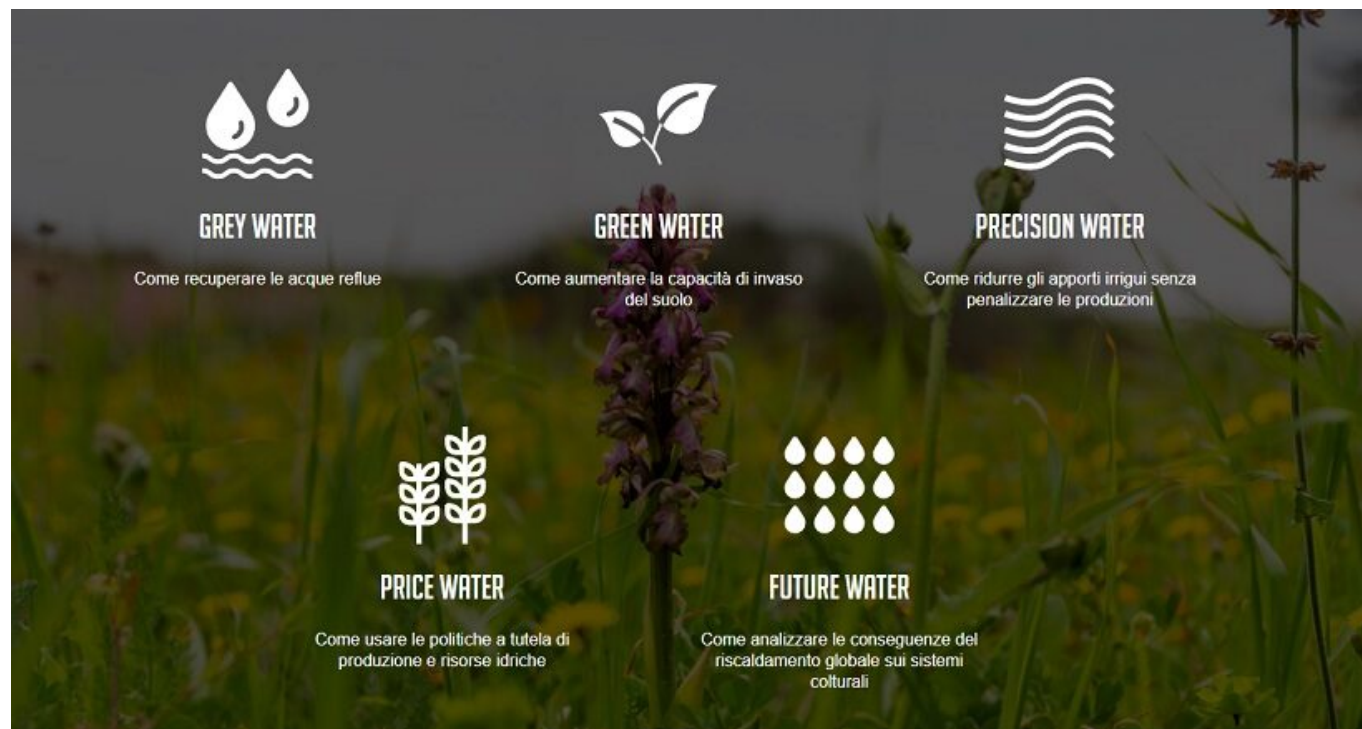 GREY WATER
Come recuperare le acque reflue
GREEN WATER
Come aumentare la capacità di invaso
del suolo
PRECISION WATER
Come ridurre gli apporti irrigui senza
penalizzare le produzioni
PRICE WATER
Come usare le politiche a tutela di
produzione e risorse idriche
FUTURE WATER
Come analizzare le conseguenze del
riscaldamento globale sui sistemi
colturali